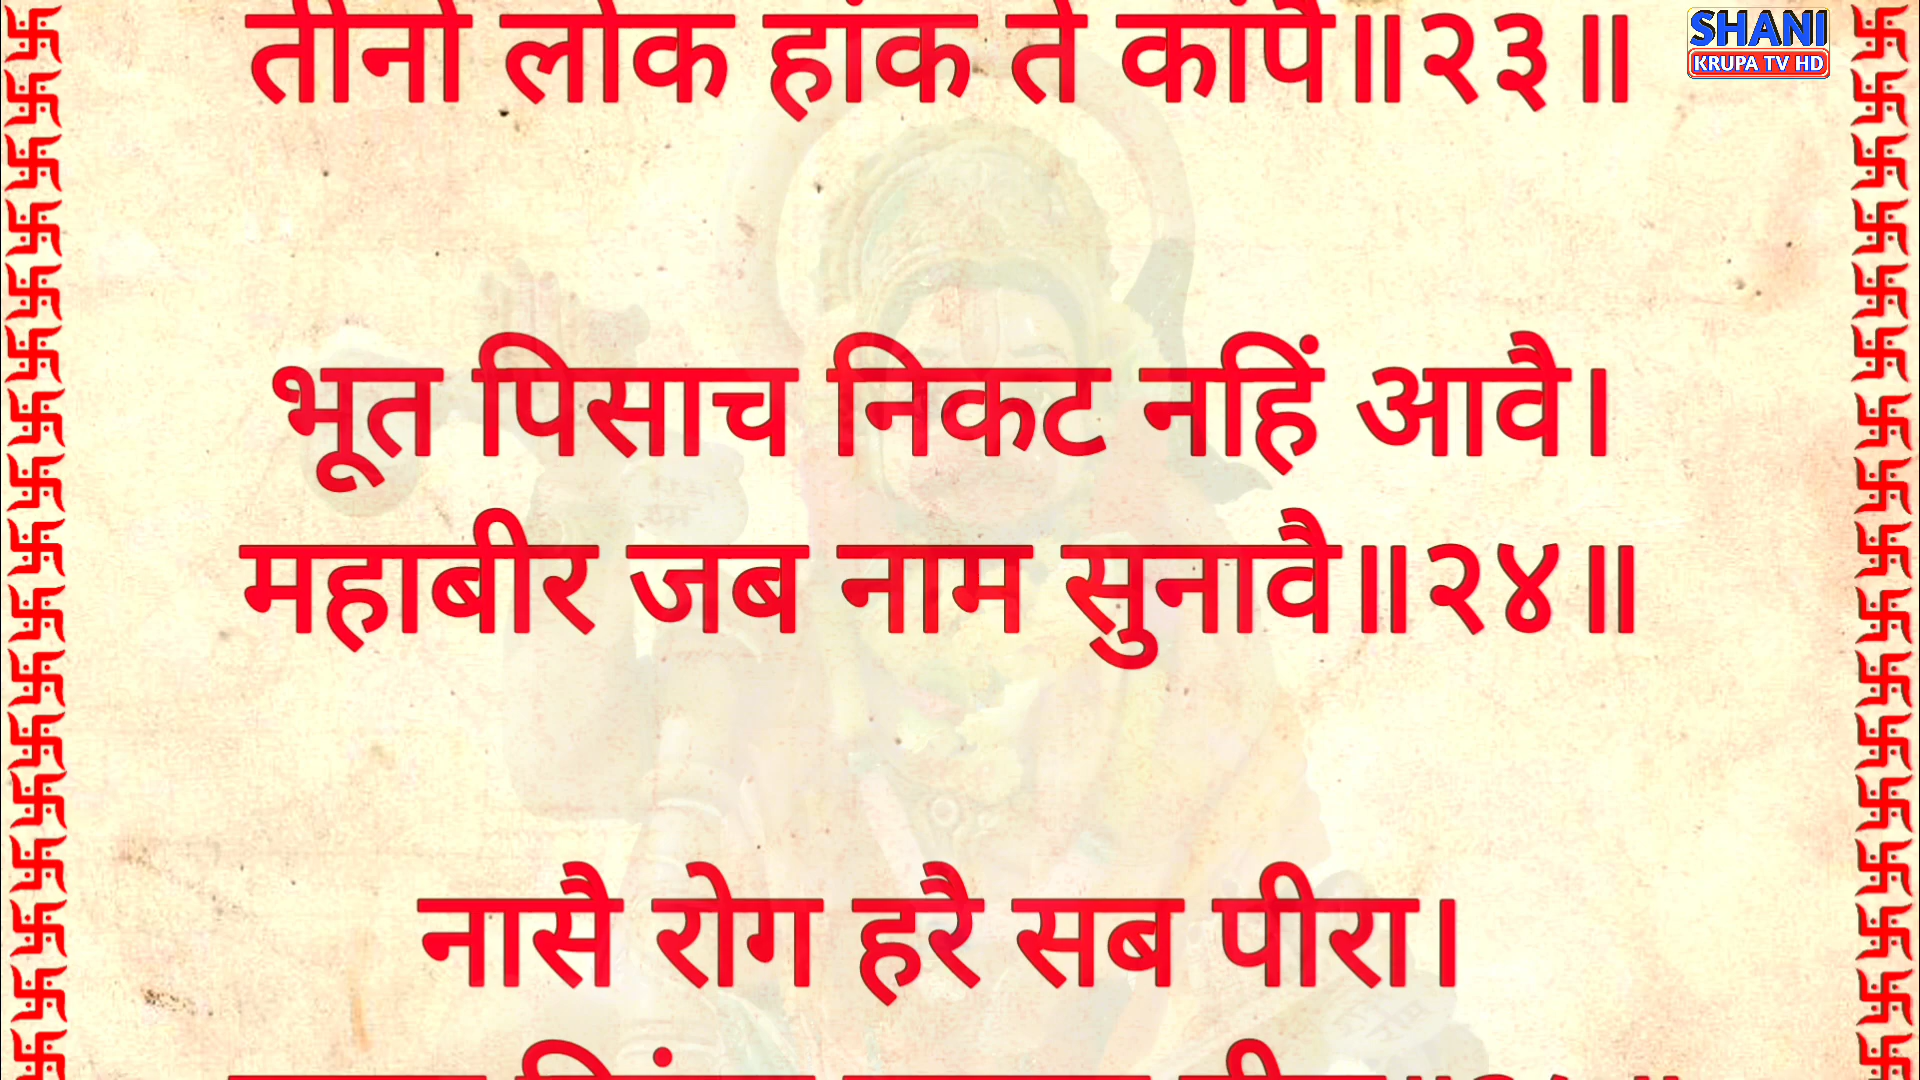 तीनों लोक हांक ते कांपै॥२३॥
SHANI
KRUPA TV HD
भूत पिसाच निकट नहिं आवै।
महाबीर जब नाम सुनावै॥२४॥
नासै रोग हरै सब पीरा।